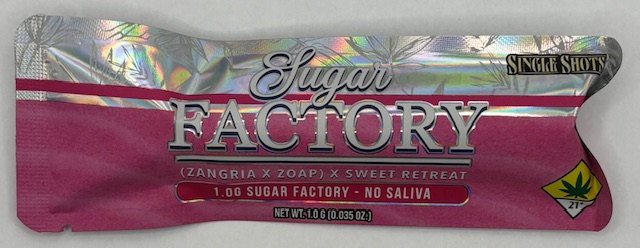 Sugar
SINGLE SHOTS
FACTORY
(ZANGRIA X ZOAP) X SWEET RETREAT
1.0G SUGAR FACTORY - NO SALIVA
21+
NET WT. 1.0 G (0.035 OZ.)